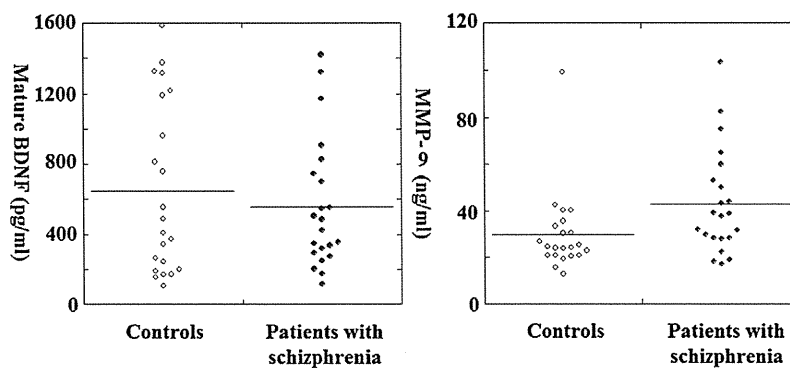 Mature BDNF
(pg/ml)
1600
1200
800
400
0
Controls
Patients with
schizphrenia
MMP-9 (ng/ml)
120
80
40
0
Controls
Patients with
schizphrenia